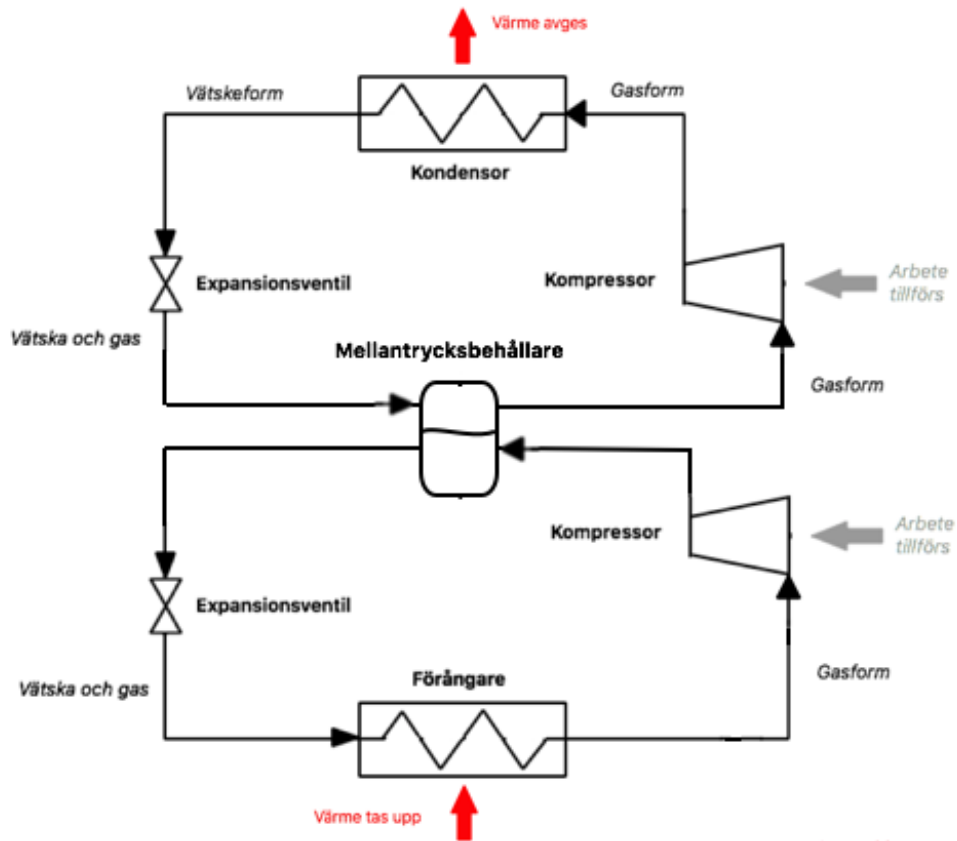 Värme avges
Vätskeform
Gasform
Kondensor
Expansionsventil
Kompressor
Arbete
tillförs
Vätska och gas
Mellantrycksbehållare
Gasform
Kompressor
Arbete
tillförs
Expansionsventil
Vätska och gas
Förångare
Gasform
Värme tas upp